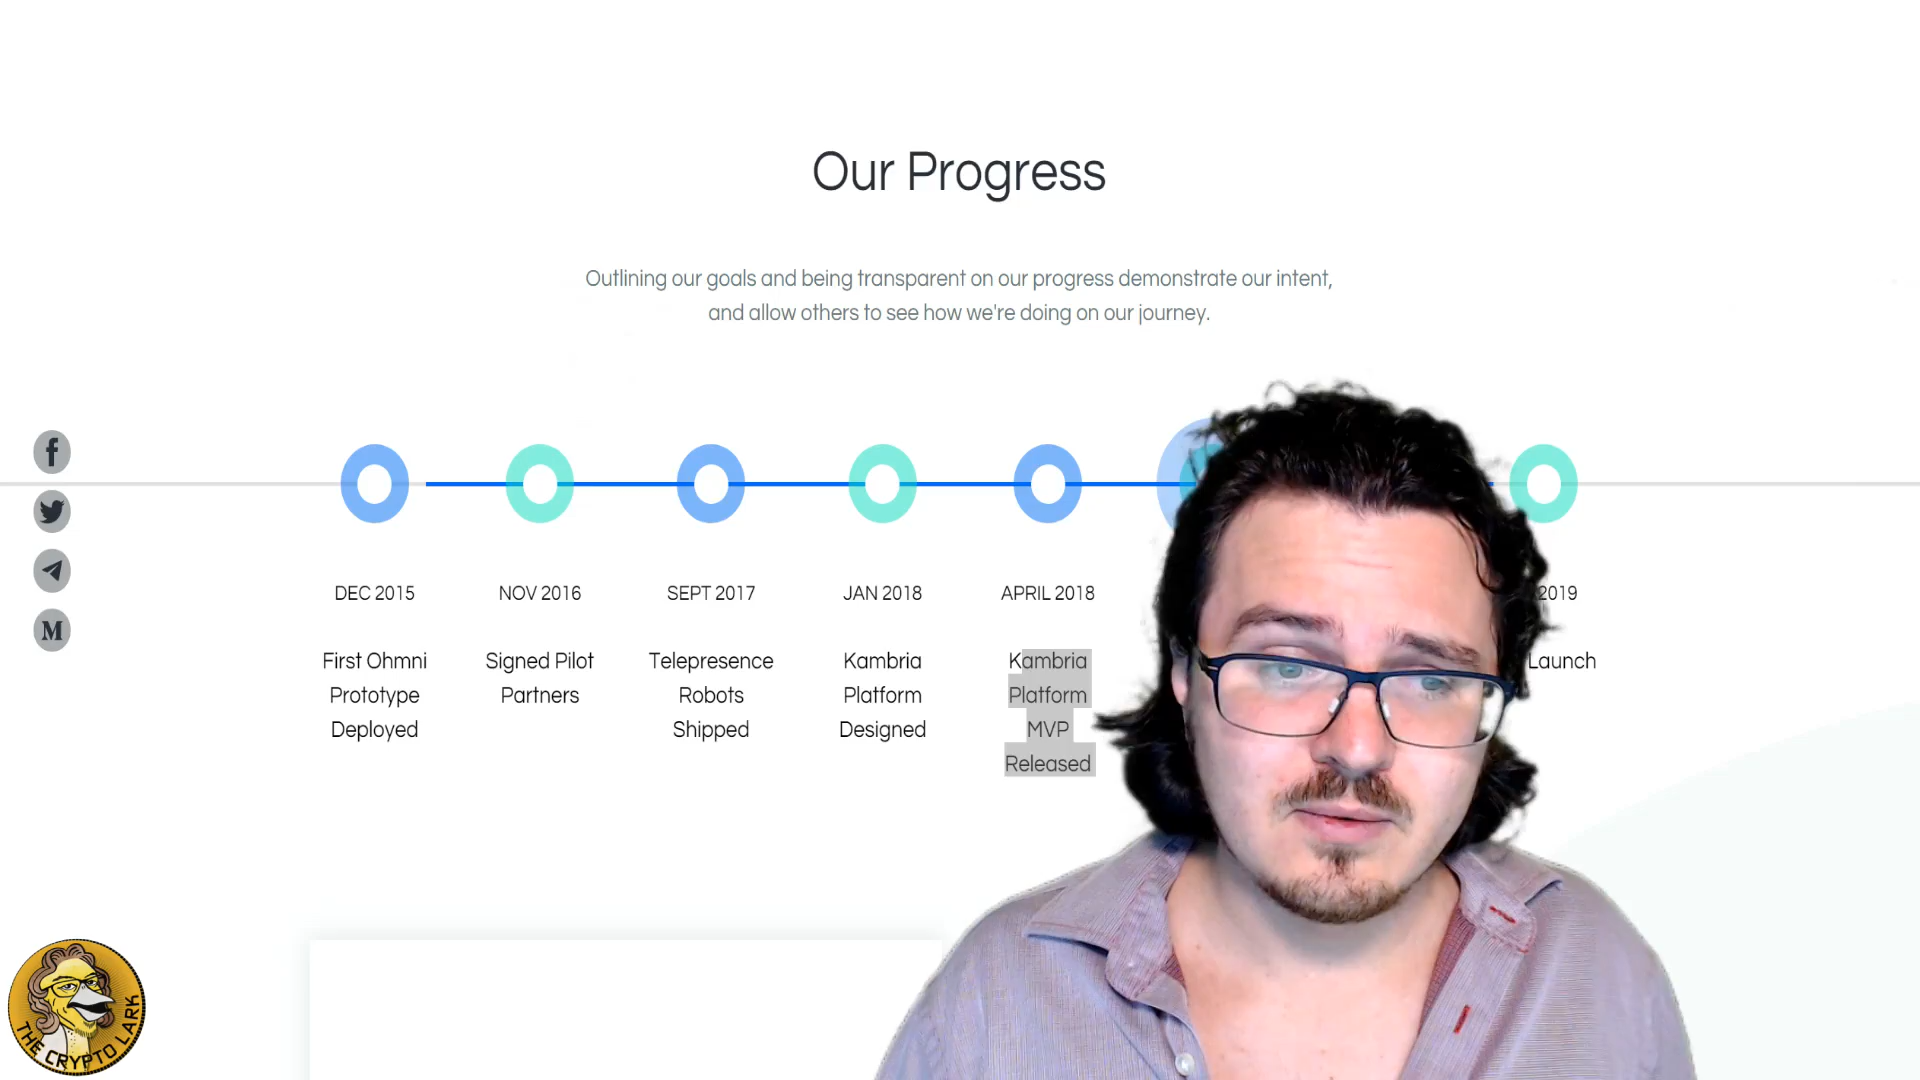 Our Progress
Outlining our goals and being transparent on our progress demonstrate our intent,
and allow others to see how we're doing on our journey.
DEC 2015
NOV 2016
SEPT 2017
JAN 2018
APRIL 2018
2019
First Ohmni
Prototype
Deployed
Signed Pilot
Partners
Telepresence
Robots
Shipped
Kambria
Platform
Designed
Kambria
Platform
MVP
Released
Launch
THE CRYPTO LARK